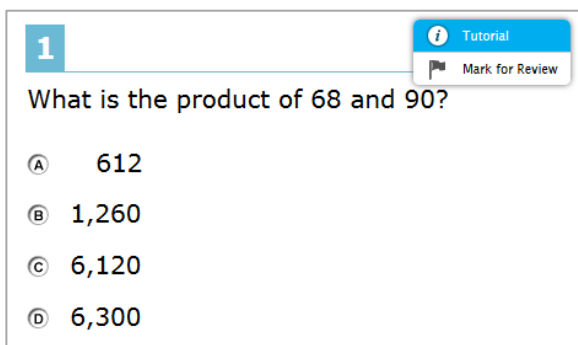 1
Tutorial
Mark for Review
What is the product of 68 and 90?
A 612
B 1,260
C 6,120
D 6,300